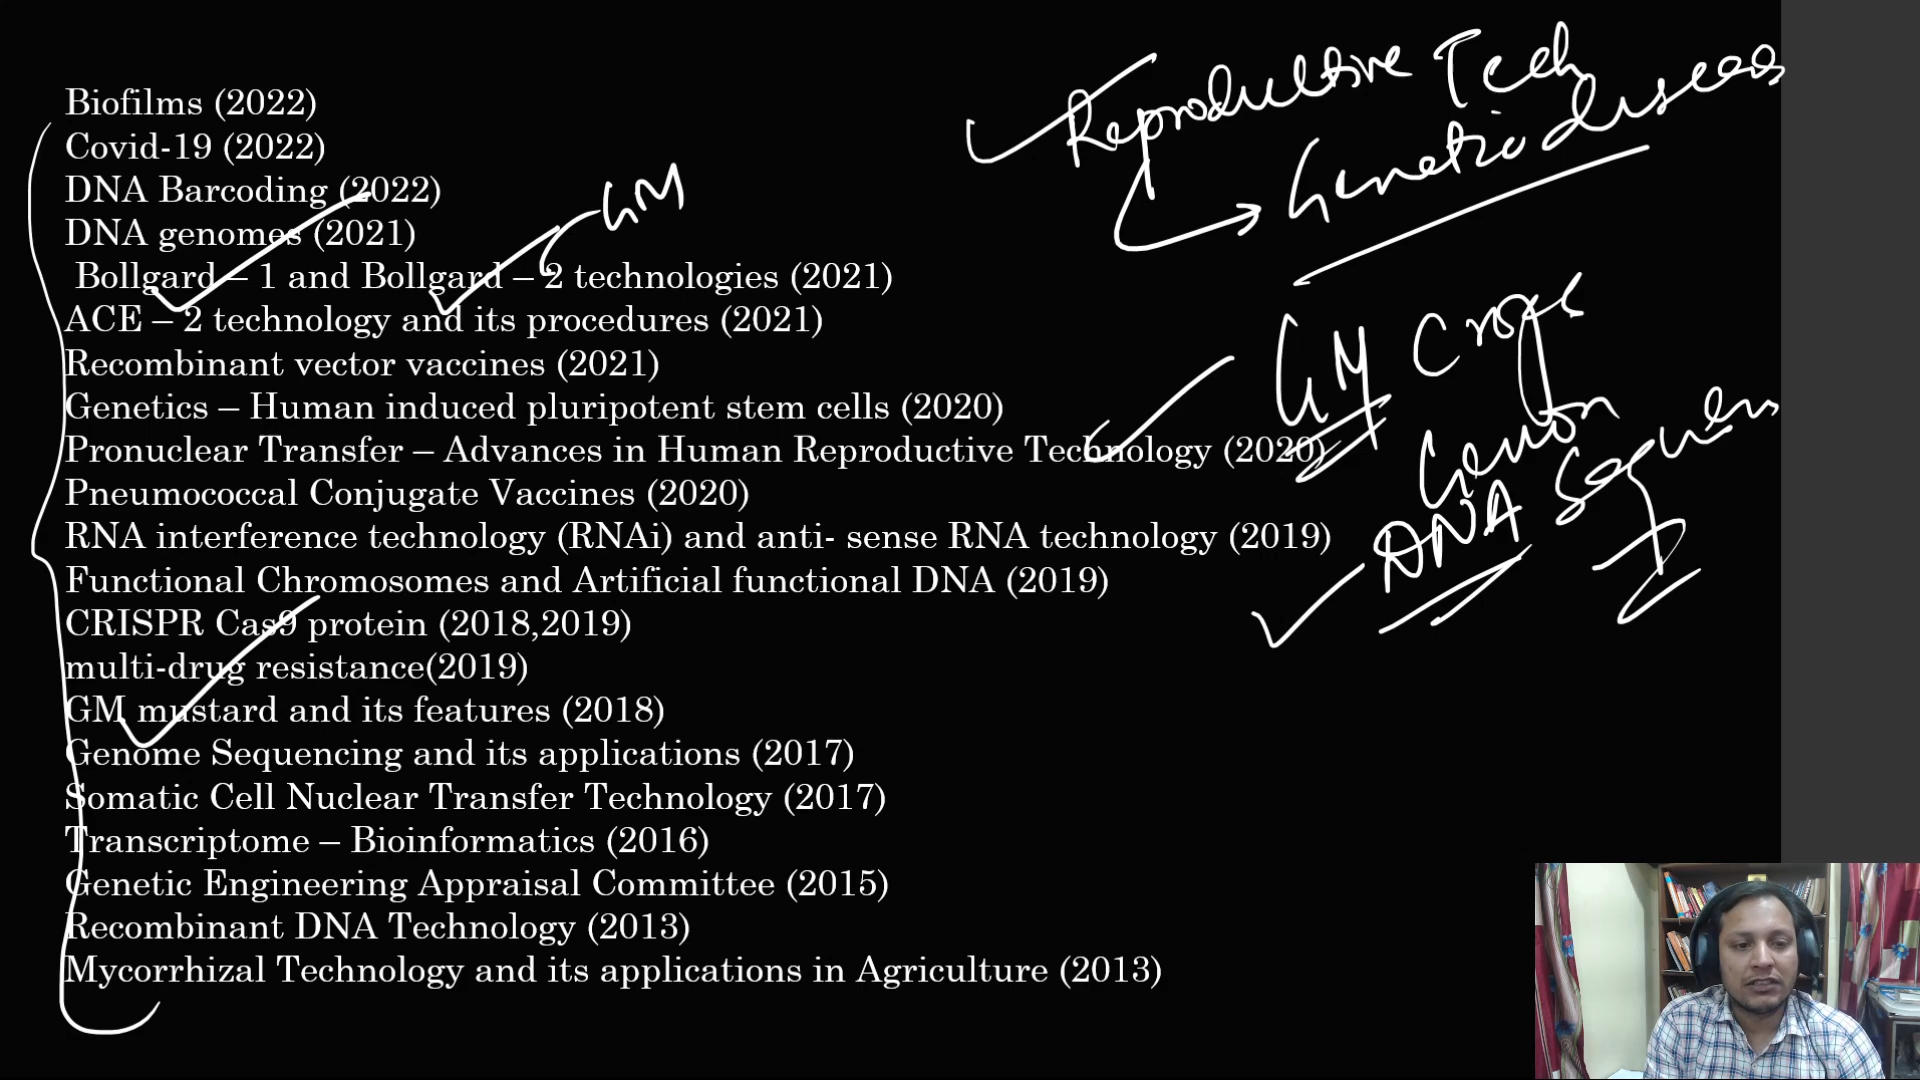 Biofilms (2022)
Covid-19 (2022)
DNA Barcoding (2022)
DNA genomes (2021)
Bollgard – 1 and Bollgard – 2 technologies (2021)
ACE – 2 technology and its procedures (2021)
Recombinant vector vaccines (2021)
Genetics – Human induced pluripotent stem cells (2020)
Pronuclear Transfer – Advances in Human Reproductive Technology (2020)
Pneumococcal Conjugate Vaccines (2020)
RNA interference technology (RNAi) and anti- sense RNA technology (2019)
Functional Chromosomes and Artificial functional DNA (2019)
CRISPR Cas9 protein (2018,2019)
multi-drug resistance(2019)
GM mustard and its features (2018)
Genome Sequencing and its applications (2017)
Somatic Cell Nuclear Transfer Technology (2017)
Transcriptome – Bioinformatics (2016)
Genetic Engineering Appraisal Committee (2015)
Recombinant DNA Technology (2013)
Mycorrhizal Technology and its applications in Agriculture (2013)
GM
Reproductive Tech
Genetic
GM Crops
DNA